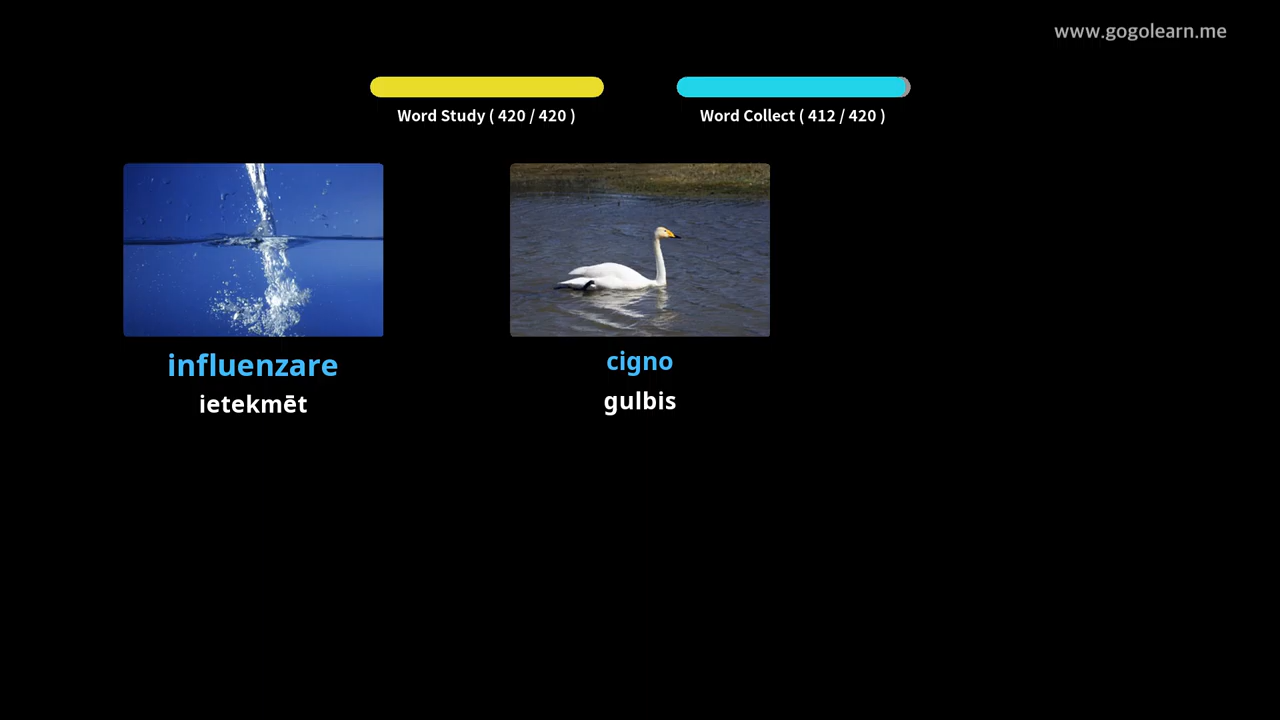 www.gogolearn.me
Word Study ( 420 / 420 )
Word Collect ( 412 / 420 )
influenzare
ietekmēt
cigno
gulbis